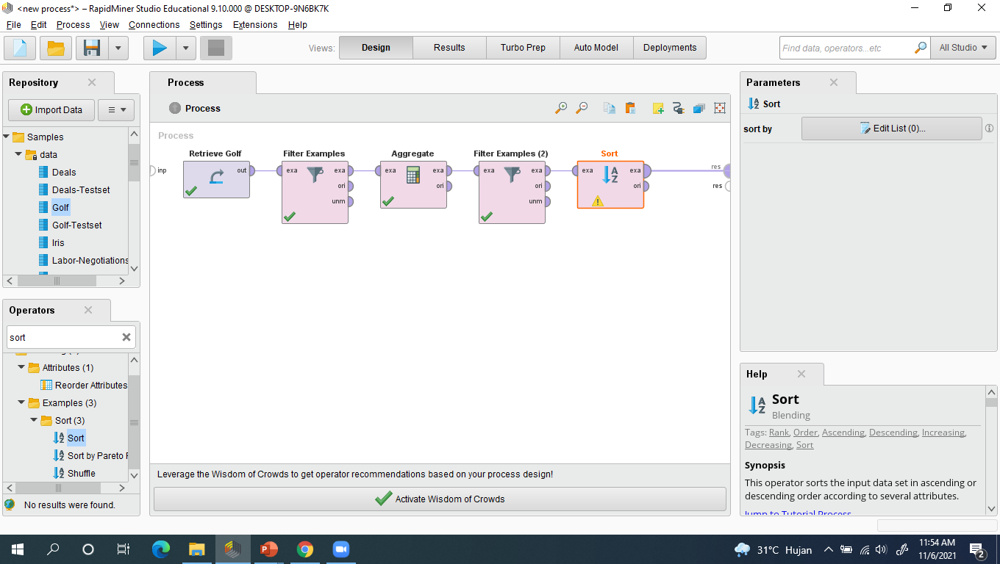 <new process*> – RapidMiner Studio Educational 9.10.000 @ DESKTOP-9N6BK7K
File Edit Process View Connections Settings Extensions Help
Views: Design Results Turbo Prep Auto Model Deployments
Find data, operators...etc
All Studio
Repository
Import Data
Samples
data
Deals
Deals-Testset
Golf
Golf-Testset
Iris
Labor-Negotiations
Operators
sort
Attributes (1)
Reorder Attributes
Examples (3)
Sort (3)
Sort
Sort by Pareto
Shuffle
No results were found.
Process
Process
Process
inp
Retrieve Golf
out
Filter Examples
exa exa
ori
unm
Aggregate
exa exa
ori
Filter Examples (2)
exa exa
ori
unm
Sort
exa exa
ori
A
Z
res
res
Leverage the Wisdom of Crowds to get operator recommendations based on your process design!
Activate Wisdom of Crowds
Parameters
Sort
sort by
Edit List (0)...
Help
Sort
Blending
Tags: Rank, Order, Ascending, Descending, Increasing,
Decreasing, Sort
Synopsis
This operator sorts the input data set in ascending or
descending order according to several attributes.
Jump to Tutorial Process
31°C Hujan
11:54 AM
11/6/2021
2